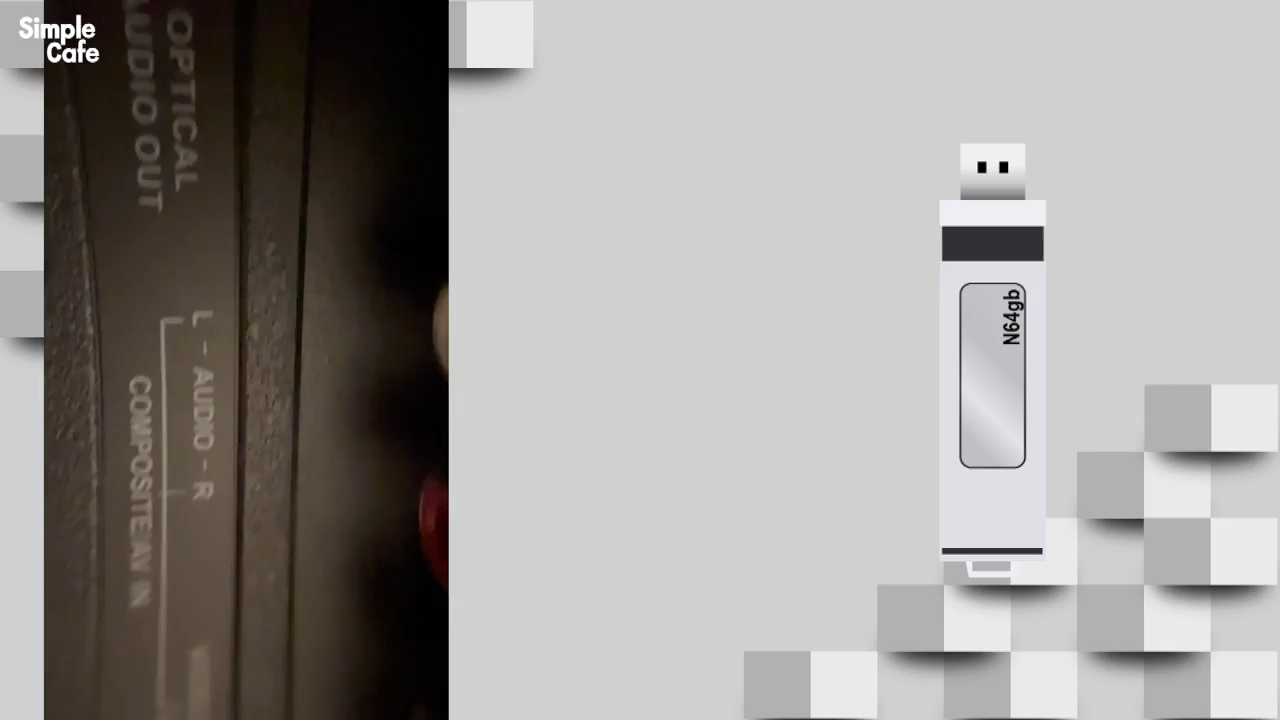 Simple
Cafe
OPTICAL
AUDIO OUT
L - AUDIO - R
COMPOSITE AV IN
N64gb